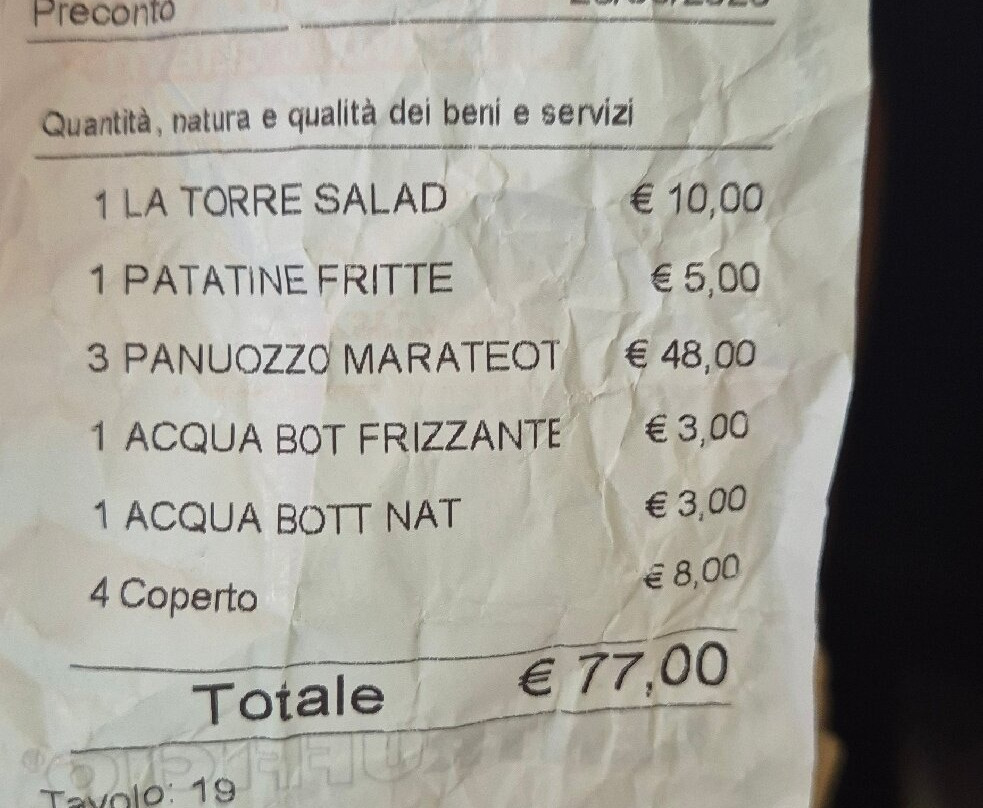 Preconto
Quantità, natura e qualità dei beni e servizi
1 LA TORRE SALAD € 10,00
1 PATATINE FRITTE € 5,00
3 PANUOZZO MARATEOT € 48,00
1 ACQUA BOT FRIZZANTE € 3,00
1 ACQUA BOTT NAT € 3,00
4 Coperto € 8,00
Totale € 77,00
Tavolo: 19